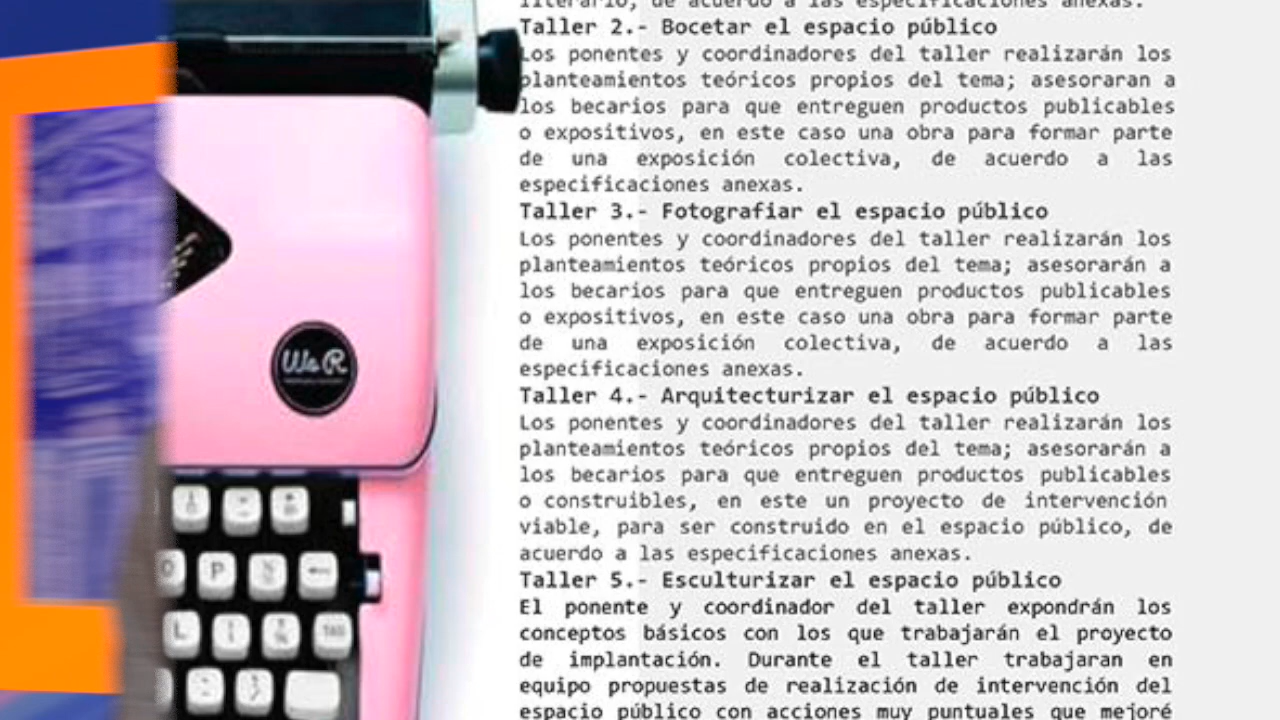 literario, de acuerdo a las especificaciones anexas.
Taller 2.- Bocetar el espacio público
Los ponentes y coordinadores del taller realizarán los
planteamientos teóricos propios del tema; asesoraran a
los becarios para que entreguen productos publicables
o expositivos, en este caso una obra para formar parte
de una exposición colectiva, de acuerdo a las
especificaciones anexas.
Taller 3.- Fotografiar el espacio público
Los ponentes y coordinadores del taller realizarán los
planteamientos teóricos propios del tema; asesorarán a
los becarios para que entreguen productos publicables
o expositivos, en este caso una obra para formar parte
de una exposición colectiva, de acuerdo a las
especificaciones anexas.
Taller 4.- Arquitecturizar el espacio público
Los ponentes y coordinadores del taller realizarán los
planteamientos teóricos propios del tema; asesorarán a
los becarios para que entreguen productos publicables
o construibles, en este un proyecto de intervención
viable, para ser construido en el espacio público, de
acuerdo a las especificaciones anexas.
Taller 5.- Esculturizar el espacio público
El ponente y coordinador del taller expondrán los
conceptos básicos con los que trabajarán el proyecto
de implantación. Durante el taller trabajaran en
equipo propuestas de realización de intervención del
espacio público con acciones muy puntuales que mejoré
We R
O P
L TAB